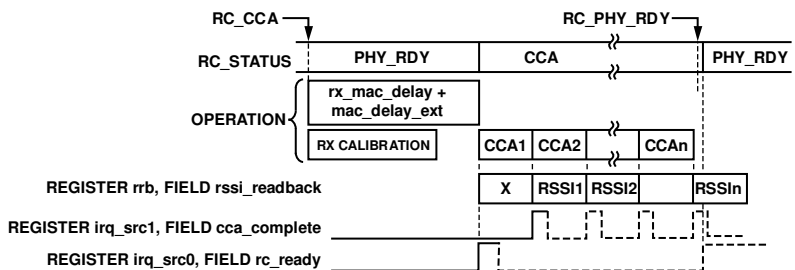 RC_CCA RC_PHY_RDY
RC_STATUS PHY_RDY CCA PHY_RDY
rx_mac_delay +
mac_delay_ext
OPERATION
RX CALIBRATION CCA1 CCA2 CCAn
REGISTER rrb, FIELD rssi_readback X RSSI1 RSSI2 RSSIn
REGISTER irq_src1, FIELD cca_complete
REGISTER irq_src0, FIELD rc_ready